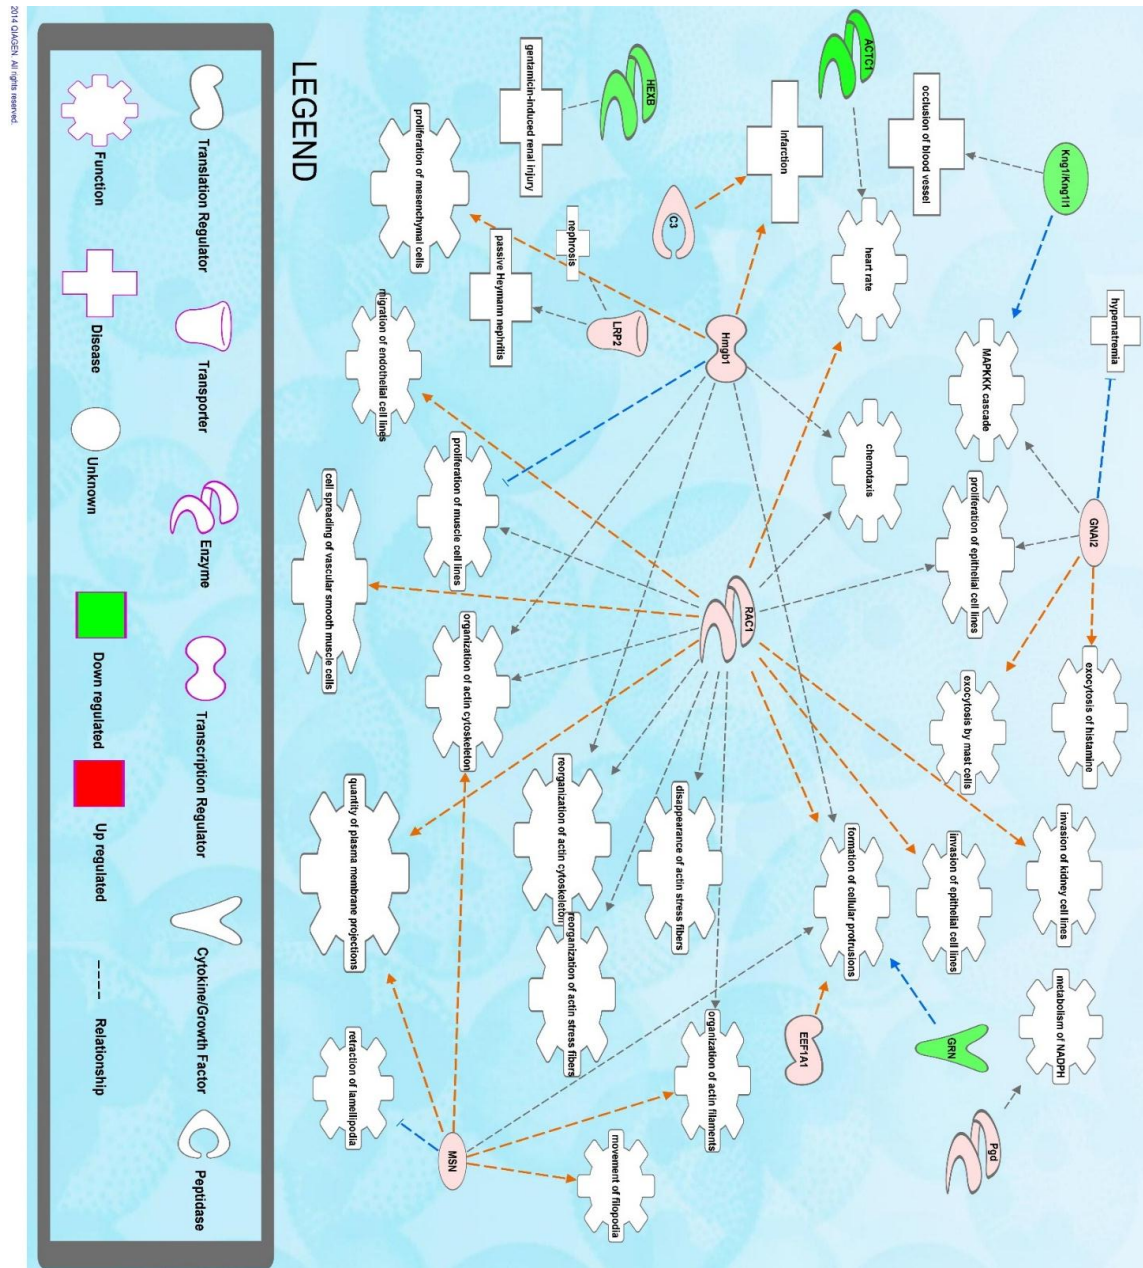 hypernatremia
GNAI2
exocytosis of histamine
Kng1/Kng1l1
invasion of kidney cell lines
metabolism of NADPH
MAPKKK cascade
proliferation of epithelial cell lines
exocytosis by mast cells
Pgd
occlusion of blood vessel
invasion of epithelial cell lines
GRN
ACTC1
heart rate
chemotaxis
formation of cellular protrusions
EEF1A1
Infarction
RAC1
Hmgb1
disappearance of actin stress fibers
organization of actin filaments
C3
HEXB
LRP2
movement of filopodia
nephrosis
reorganization of actin cytoskeleton
reorganization of actin stress fibers
gentamicin-induced renal injury
passive Heymann nephritis
proliferation of muscle cell lines
organization of actin cytoskeleton
MSN
proliferation of mesenchymal cells
migration of endothelial cell lines
quantity of plasma membrane projections
retraction of lamellipodia
cell spreading of vascular smooth muscle cells
LEGEND
Translation Regulator
Transporter
Enzyme
Transcription Regulator
Cytokine/Growth Factor
Peptidase
Function
Disease
Unknown
Down regulated
Up regulated
Relationship
2014 QIAGEN. All rights reserved.